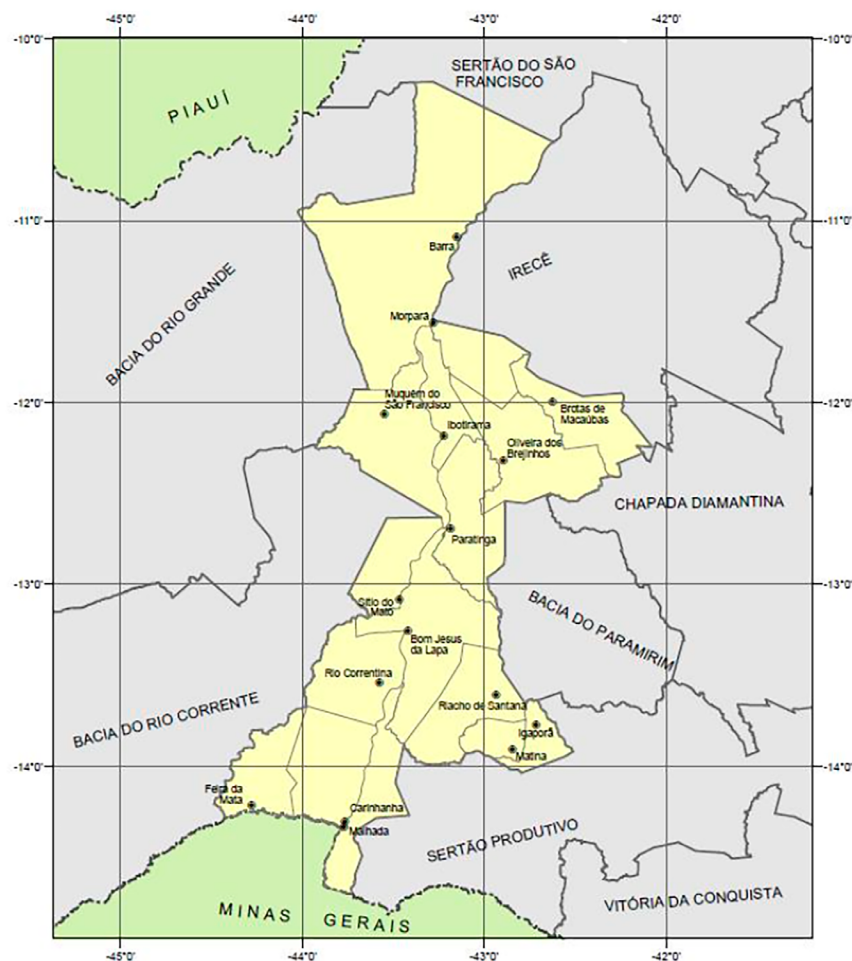 -45°0'
-44°0'
-43°0'
-42°0'
-10°0'
-10°0'
SERTÃO DO SÃO
FRANCISCO
PIAUÍ
-11°0'
-11°0'
Barra
IRECÊ
BACIA DO RIO GRANDE
Morpará
-12°0'
-12°0'
Muquém do
São Francisco
Brotas de
Macaúbas
Ibotirama
Oliveira dos
Brejinhos
CHAPADA DIAMANTINA
Paratinga
-13°0'
-13°0'
Sítio do
Mato
BACIA DO PARAMIRIM
Bom Jesus
da Lapa
Rio Correntina
Riacho de Santana
BACIA DO RIO CORRENTE
Igaporã
Matina
-14°0'
-14°0'
Feira da
Mata
Carinhanha
Malhada
SERTÃO PRODUTIVO
VITÓRIA DA CONQUISTA
MINAS GERAIS
-45°0'
-44°0'
-43°0'
-42°0'